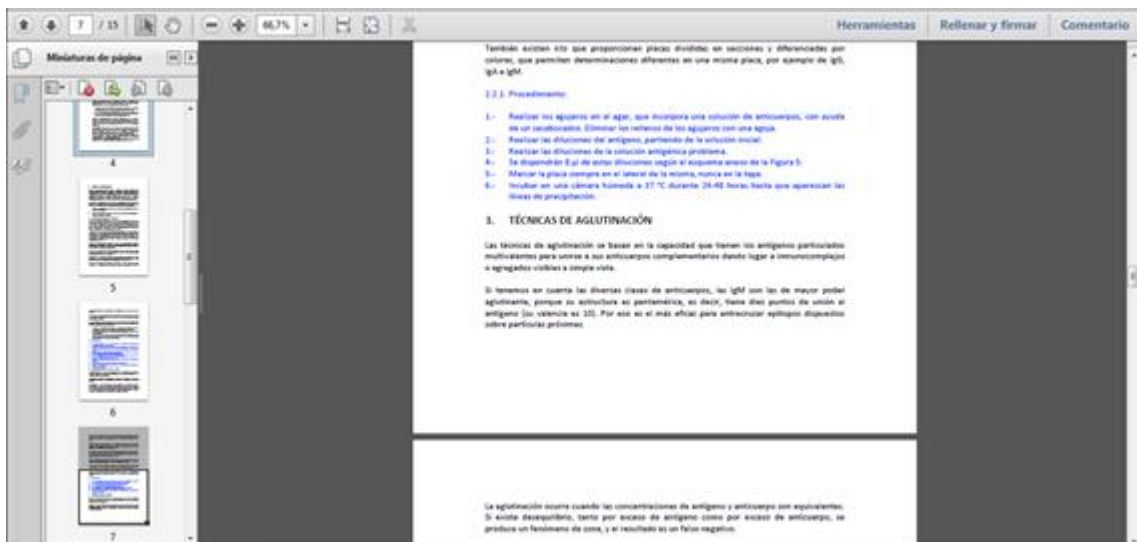 7 / 15
66,7%
Herramientas
Rellenar y firmar
Comentario
Miniaturas de página
4
5
6
7
También existen kits que proporcionan placas divididas en secciones y diferenciadas por
colores, que permiten determinaciones diferentes en una misma placa, por ejemplo de IgG,
IgA e IgM.
2.2.1. Procedimiento:
1.- Realizar los agujeros en el agar, que incorpora una solución de anticuerpos, con ayuda
de un sacabocados. Eliminar los rellenos de los agujeros con una aguja.
2.- Realizar las diluciones del antígeno, partiendo de la solución inicial.
3.- Realizar las diluciones de la solución antigénica problema.
4.- Se dispondrán 8 µl de estas diluciones según el esquema anexo de la Figura 5.
5.- Marcar la placa siempre en el lateral de la misma, nunca en la tapa.
6.- Incubar en una cámara húmeda a 37 °C durante 24-48 horas hasta que aparezcan las
líneas de precipitación.
3. TÉCNICAS DE AGLUTINACIÓN
Las técnicas de aglutinación se basan en la capacidad que tienen los antígenos particulados
multivalentes para unirse a sus anticuerpos complementarios dando lugar a inmunocomplejos
o agregados visibles a simple vista.
Si tenemos en cuenta las diversas clases de anticuerpos, las IgM son las de mayor poder
aglutinante, porque su estructura es pentamérica, es decir, tiene diez puntos de unión al
antígeno (su valencia es 10). Por eso es el más eficaz para entrecruzar epítopos dispuestos
sobre partículas próximas.
La aglutinación ocurre cuando las concentraciones de antígeno y anticuerpo son equivalentes.
Si existe desequilibrio, tanto por exceso de antígeno como por exceso de anticuerpo, se
produce un fenómeno de zona, y el resultado es un falso negativo.